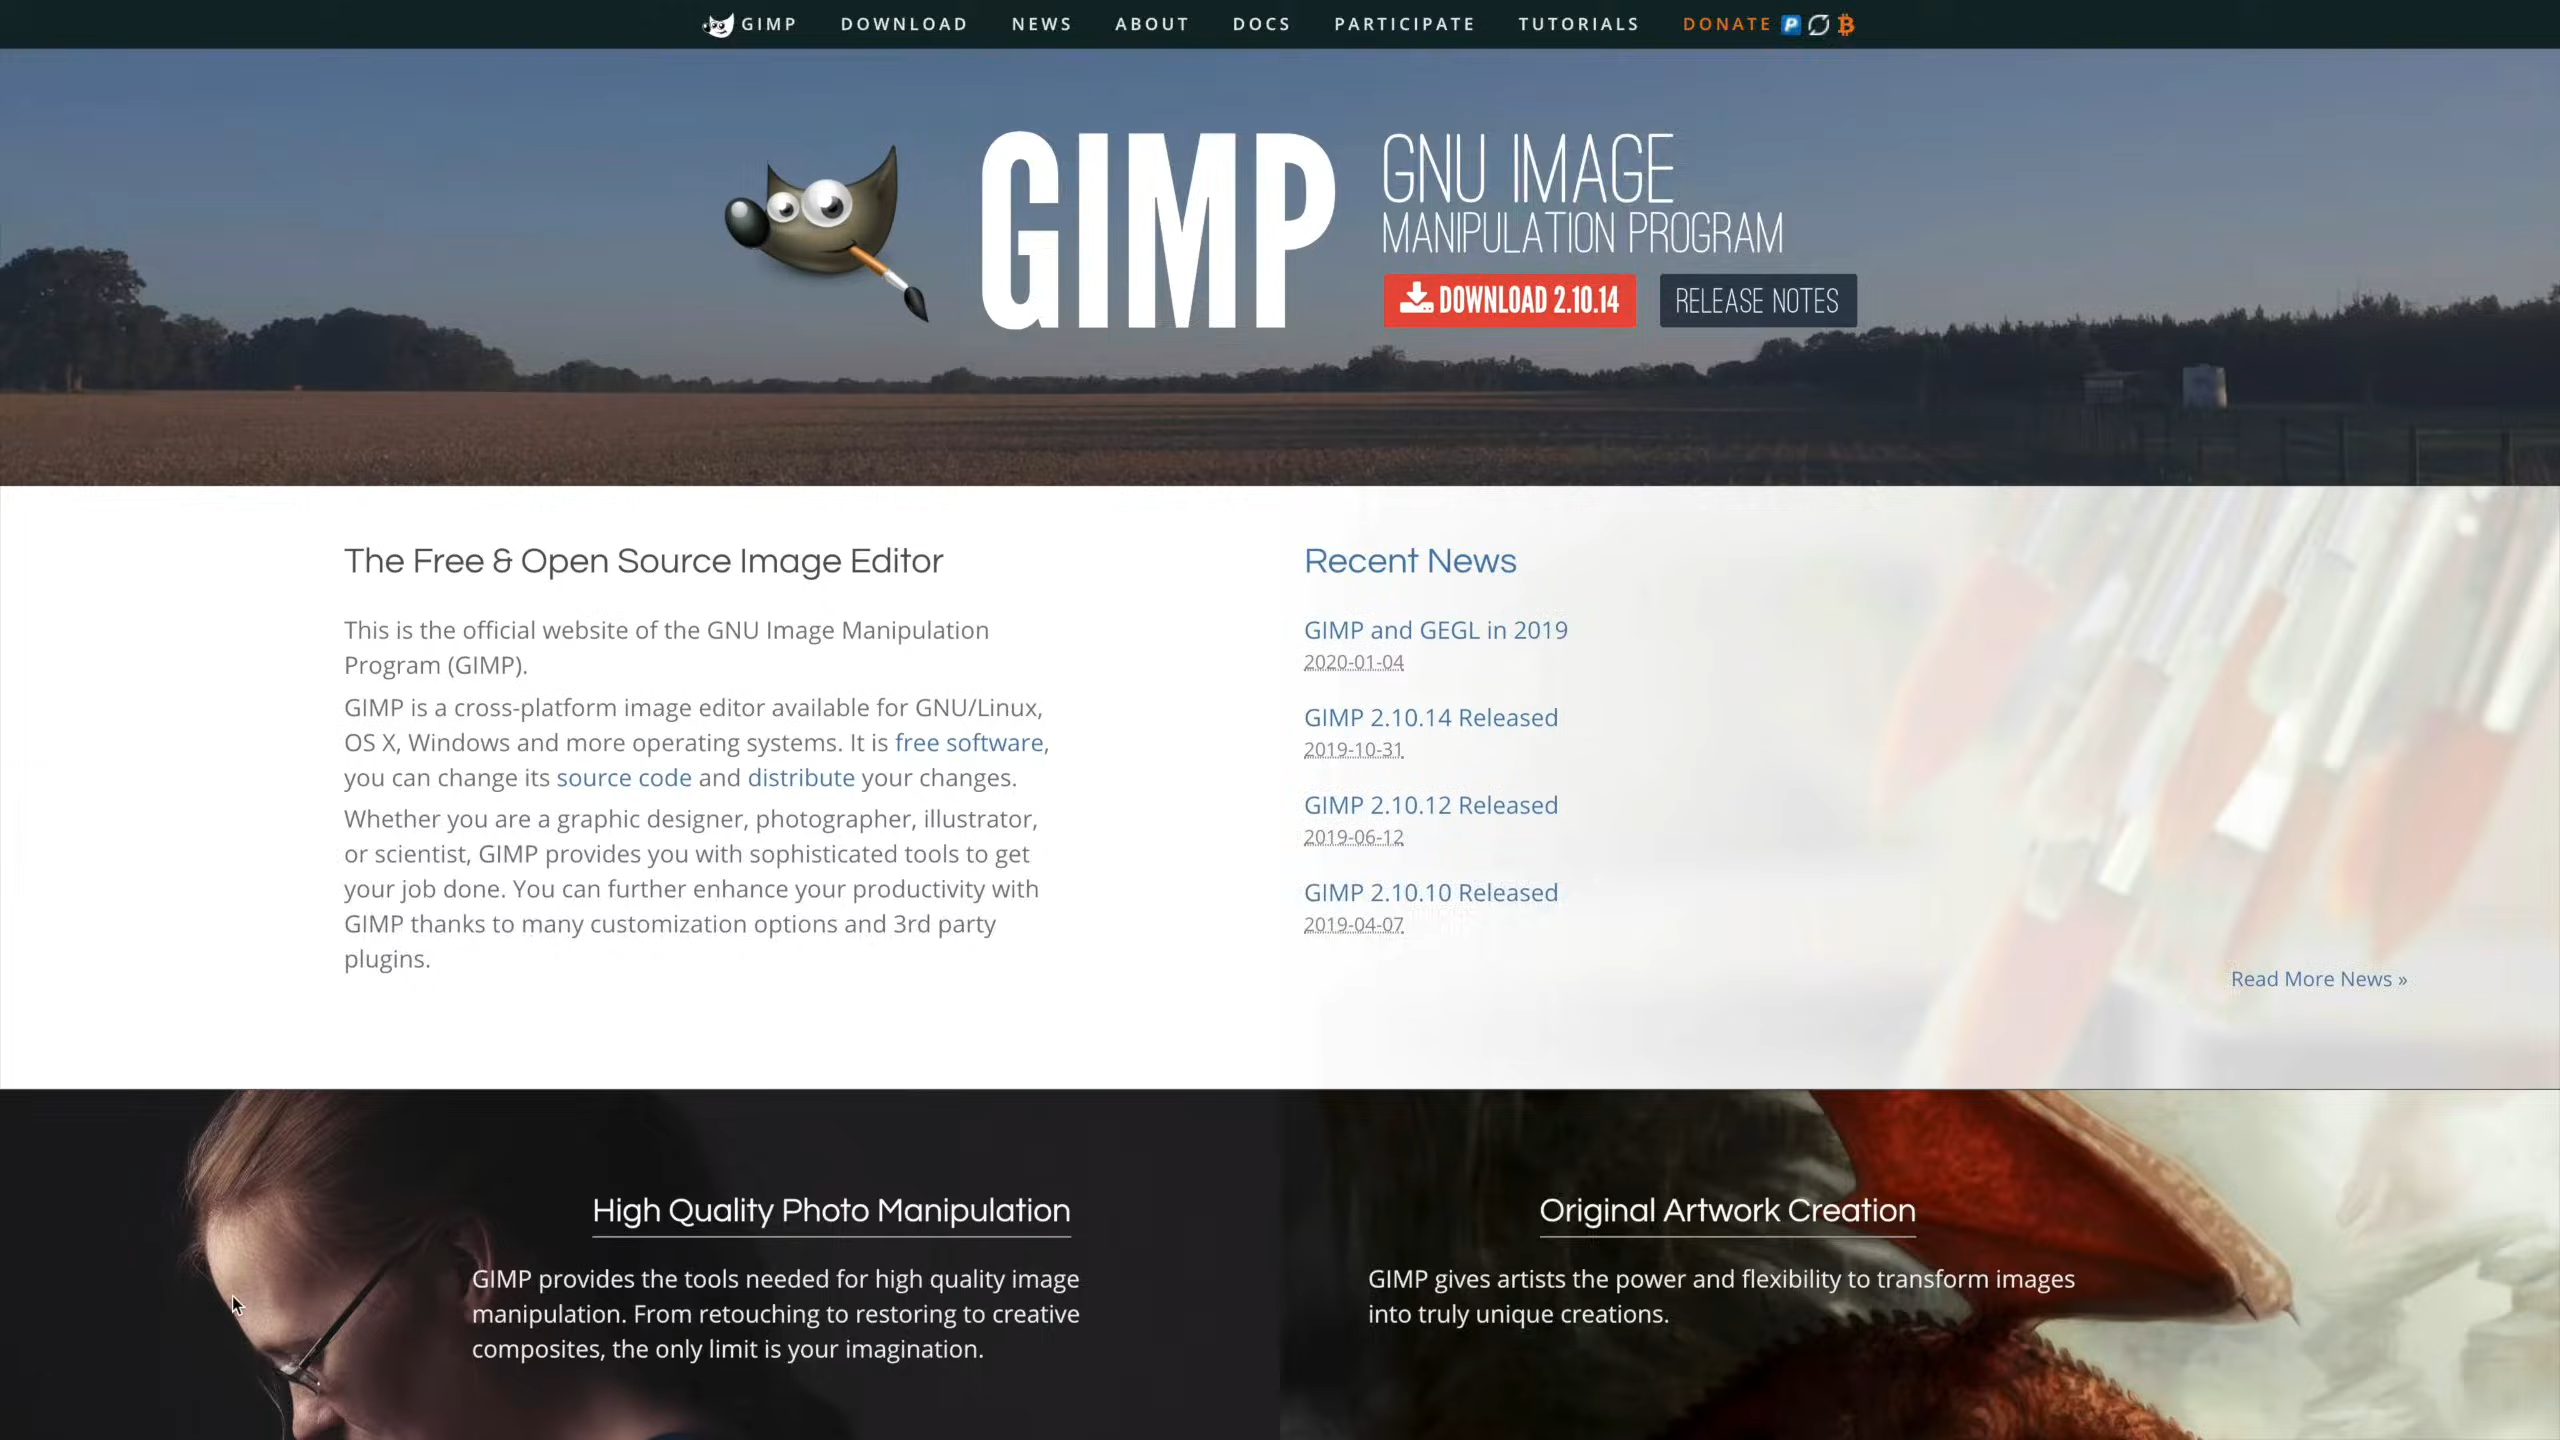 GIMP DOWNLOAD NEWS ABOUT DOCS PARTICIPATE TUTORIALS DONATE
GIMP
GNU IMAGE
MANIPULATION PROGRAM
DOWNLOAD 2.10.14 RELEASE NOTES
The Free & Open Source Image Editor
This is the official website of the GNU Image Manipulation
Program (GIMP).
GIMP is a cross-platform image editor available for GNU/Linux,
OS X, Windows and more operating systems. It is free software,
you can change its source code and distribute your changes.
Whether you are a graphic designer, photographer, illustrator,
or scientist, GIMP provides you with sophisticated tools to get
your job done. You can further enhance your productivity with
GIMP thanks to many customization options and 3rd party
plugins.
Recent News
GIMP and GEGL in 2019
2020-01-04
GIMP 2.10.14 Released
2019-10-31
GIMP 2.10.12 Released
2019-06-12
GIMP 2.10.10 Released
2019-04-07
Read More News »
High Quality Photo Manipulation
GIMP provides the tools needed for high quality image
manipulation. From retouching to restoring to creative
composites, the only limit is your imagination.
Original Artwork Creation
GIMP gives artists the power and flexibility to transform images
into truly unique creations.